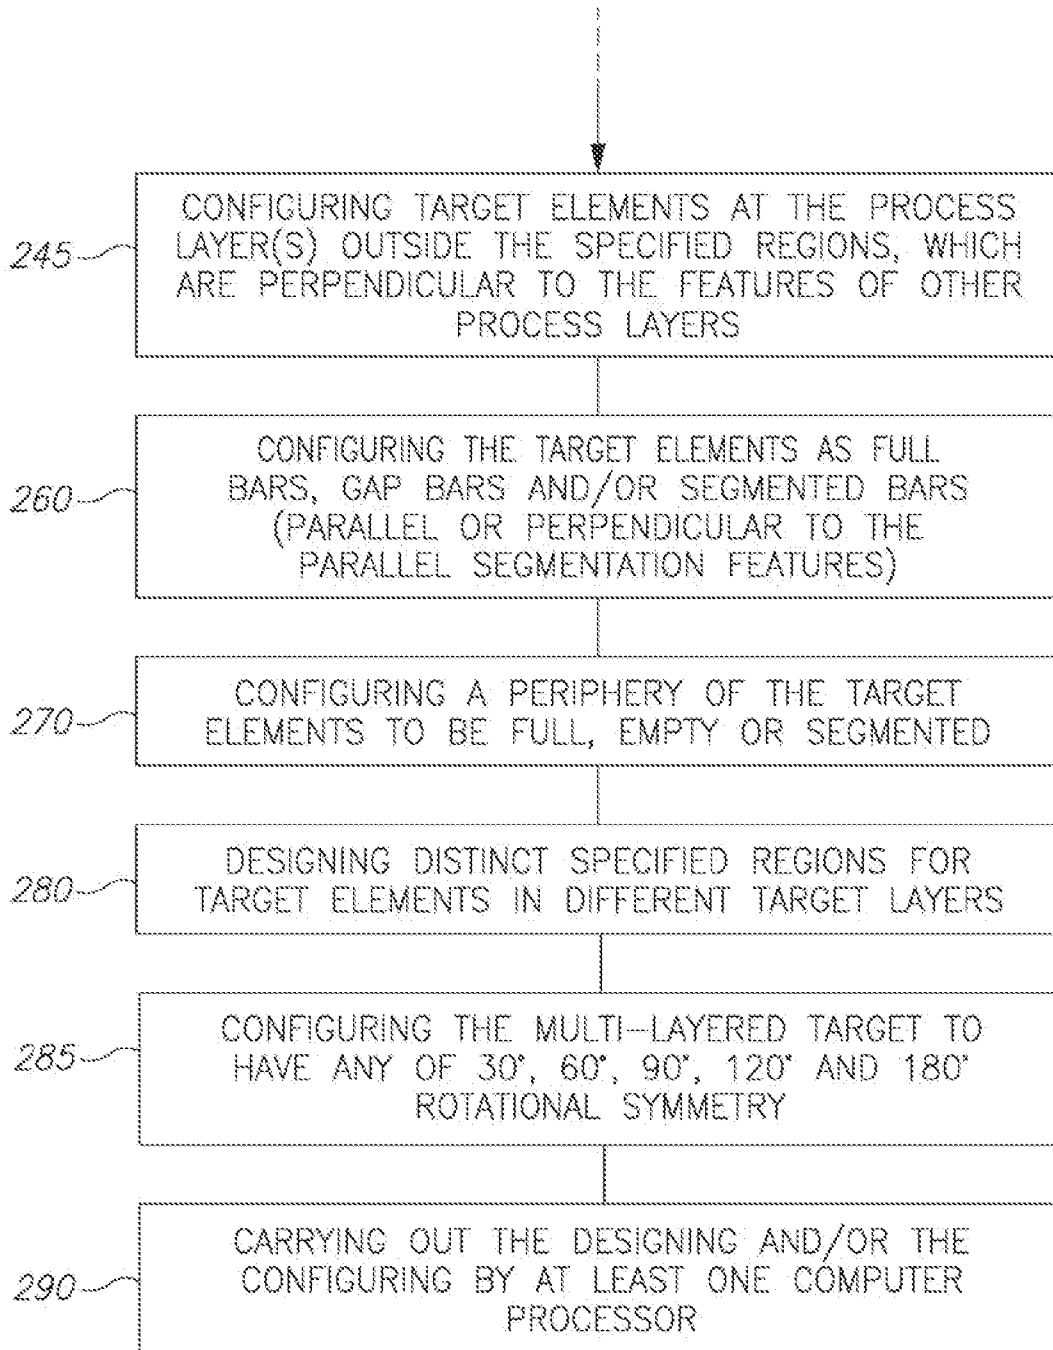 245
CONFIGURING TARGET ELEMENTS AT THE PROCESS
LAYER(S) OUTSIDE THE SPECIFIED REGIONS, WHICH
ARE PERPENDICULAR TO THE FEATURES OF OTHER
PROCESS LAYERS
260
CONFIGURING THE TARGET ELEMENTS AS FULL
BARS, GAP BARS AND/OR SEGMENTED BARS
(PARALLEL OR PERPENDICULAR TO THE
PARALLEL SEGMENTATION FEATURES)
270
CONFIGURING A PERIPHERY OF THE TARGET
ELEMENTS TO BE FULL, EMPTY OR SEGMENTED
280
DESIGNING DISTINCT SPECIFIED REGIONS FOR
TARGET ELEMENTS IN DIFFERENT TARGET LAYERS
285
CONFIGURING THE MULTI-LAYERED TARGET TO
HAVE ANY OF 30°, 60°, 90°, 120° AND 180°
ROTATIONAL SYMMETRY
290
CARRYING OUT THE DESIGNING AND/OR THE
CONFIGURING BY AT LEAST ONE COMPUTER
PROCESSOR